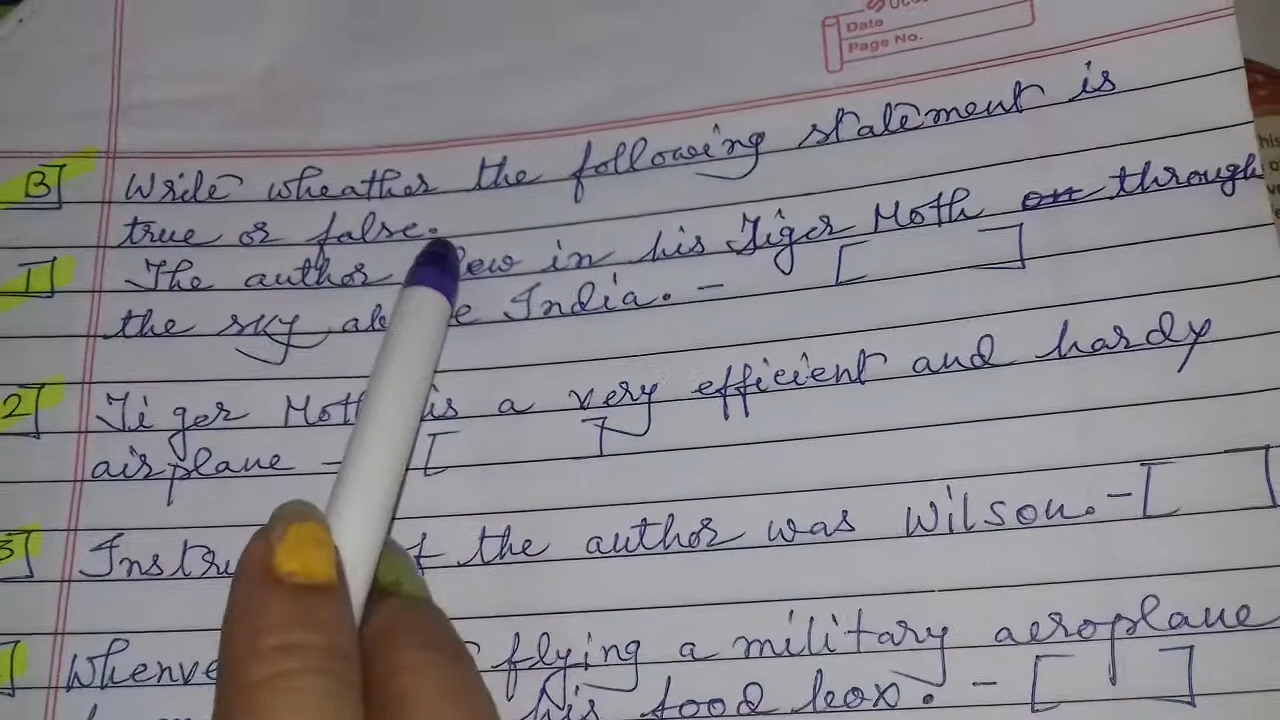 Date
Page No.
B] Write wheather the following statement is
true or false.
1] The author in his Tiger Moth through
the sky India. - [ ]
2] Tiger Moth is a very efficient and hardy
airplane - [ ]
3] the author was Wilson. - [ ]
flying a military aeroplane
his food box. - [ ]
his